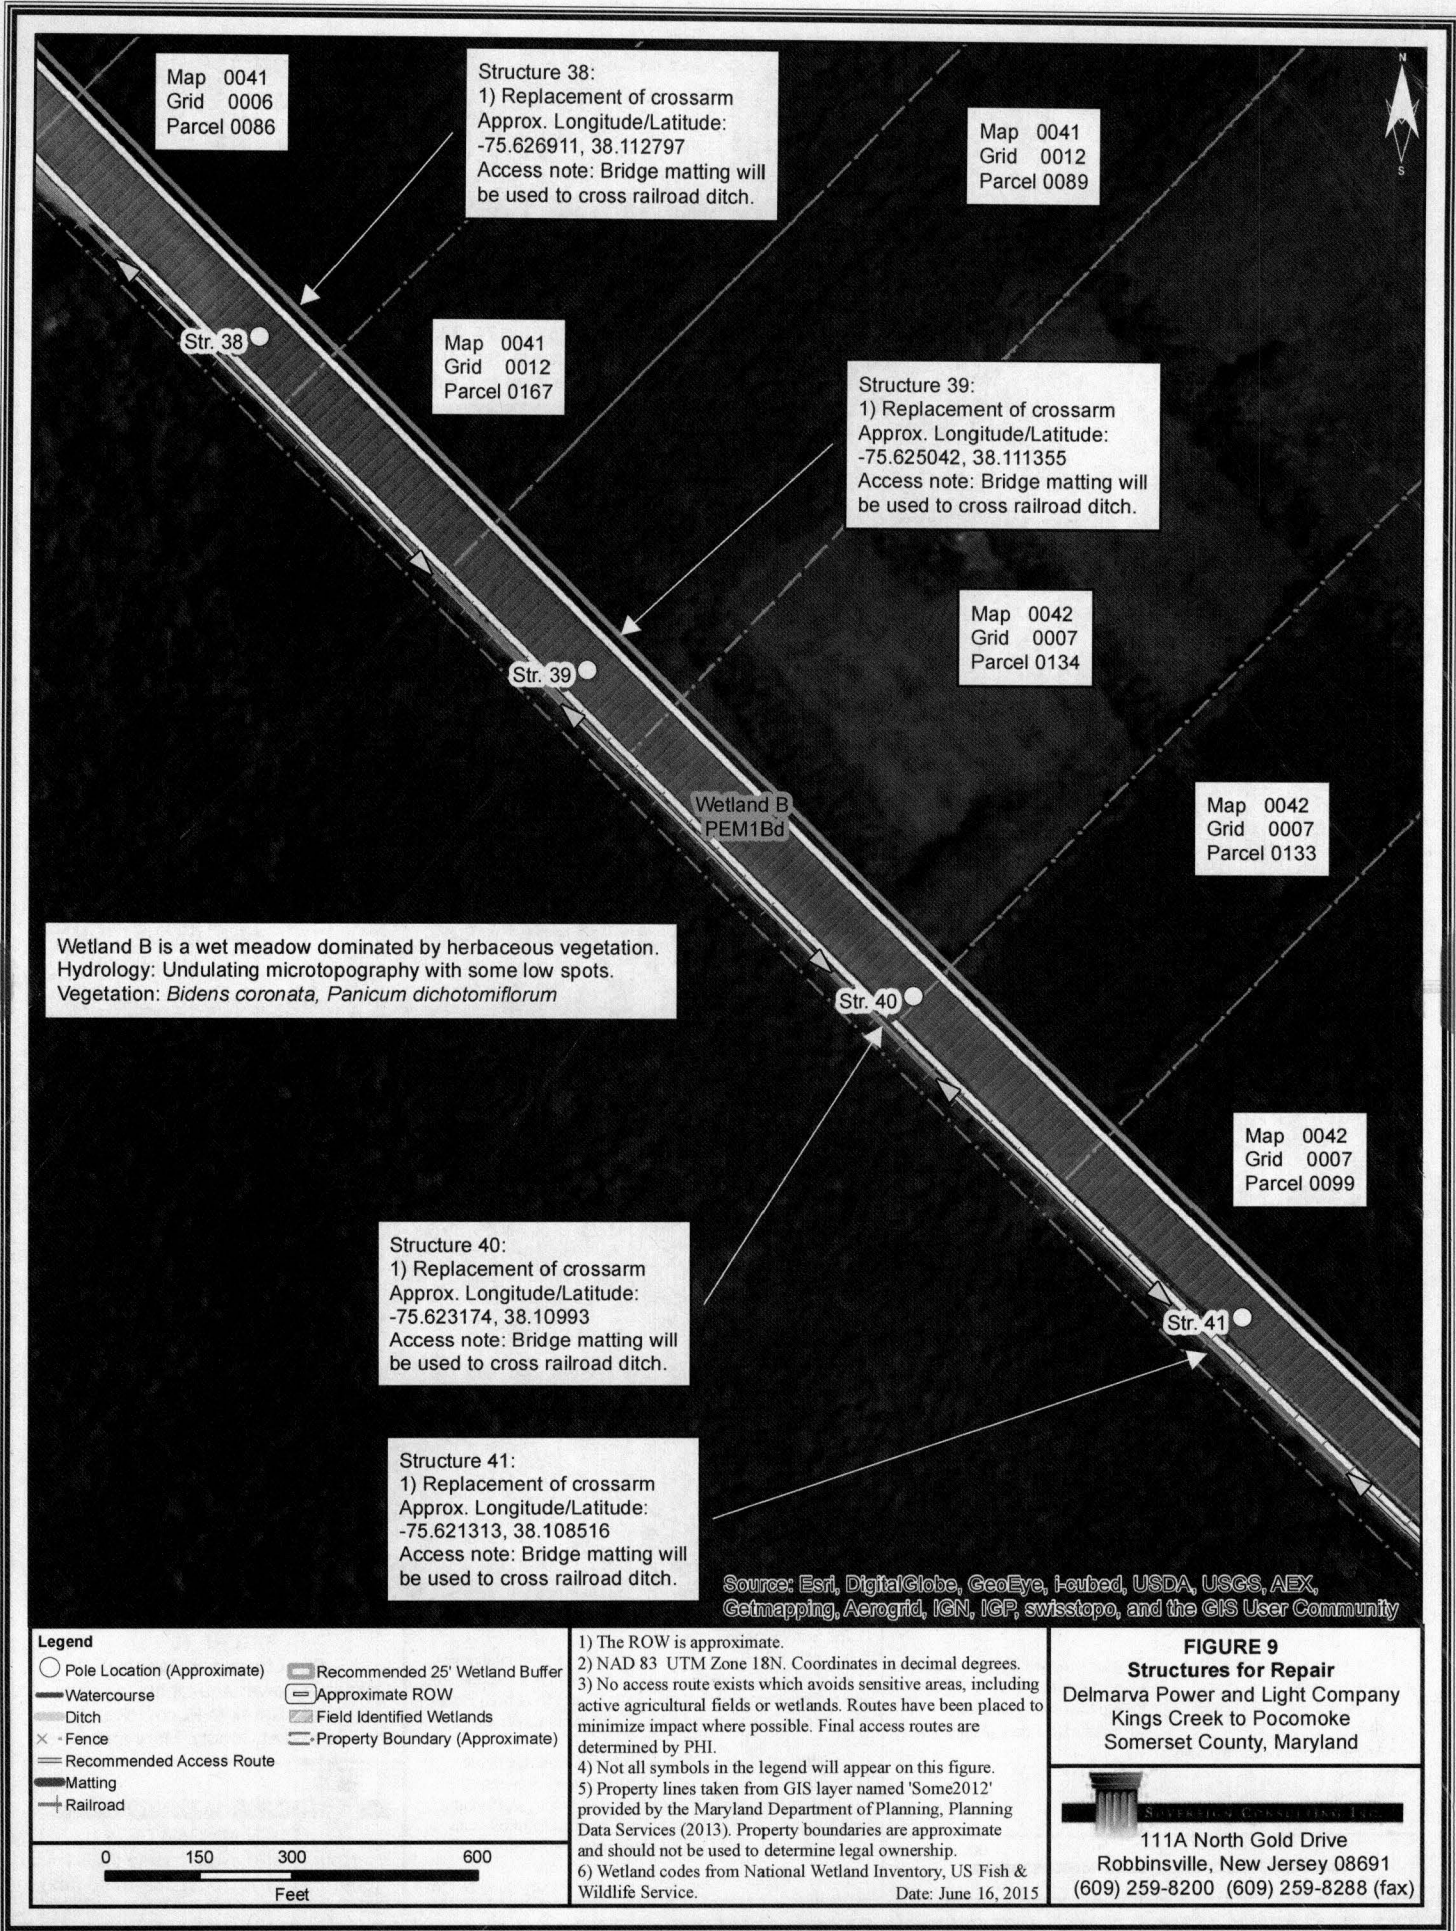 Map 0041
Grid 0006
Parcel 0086
Structure 38:
1) Replacement of crossarm
Approx. Longitude/Latitude:
-75.626911, 38.112797
Access note: Bridge matting will
be used to cross railroad ditch.
Map 0041
Grid 0012
Parcel 0089
N
S
Str. 38
Map 0041
Grid 0012
Parcel 0167
Structure 39:
1) Replacement of crossarm
Approx. Longitude/Latitude:
-75.625042, 38.111355
Access note: Bridge matting will
be used to cross railroad ditch.
Map 0042
Grid 0007
Parcel 0134
Str. 39
Wetland B
PEM1Bd
Map 0042
Grid 0007
Parcel 0133
Wetland B is a wet meadow dominated by herbaceous vegetation.
Hydrology: Undulating microtopography with some low spots.
Vegetation: Bidens coronata, Panicum dichotomiflorum
Str. 40
Map 0042
Grid 0007
Parcel 0099
Structure 40:
1) Replacement of crossarm
Approx. Longitude/Latitude:
-75.623174, 38.10993
Access note: Bridge matting will
be used to cross railroad ditch.
Str. 41
Structure 41:
1) Replacement of crossarm
Approx. Longitude/Latitude:
-75.621313, 38.108516
Access note: Bridge matting will
be used to cross railroad ditch.
Source: Esri, DigitalGlobe, GeoEye, i-cubed, USDA, USGS, AEX,
Getmapping, Aerogrid, IGN, IGP, swisstopo, and the GIS User Community
Legend
Pole Location (Approximate)
Watercourse
Ditch
Fence
Recommended Access Route
Matting
Railroad
Recommended 25' Wetland Buffer
Approximate ROW
Field Identified Wetlands
Property Boundary (Approximate)
0 150 300 600
Feet
1) The ROW is approximate.
2) NAD 83 UTM Zone 18N. Coordinates in decimal degrees.
3) No access route exists which avoids sensitive areas, including
active agricultural fields or wetlands. Routes have been placed to
minimize impact where possible. Final access routes are
determined by PHI.
4) Not all symbols in the legend will appear on this figure.
5) Property lines taken from GIS layer named 'Some2012'
provided by the Maryland Department of Planning, Planning
Data Services (2013). Property boundaries are approximate
and should not be used to determine legal ownership.
6) Wetland codes from National Wetland Inventory, US Fish &
Wildlife Service. Date: June 16, 2015
FIGURE 9
Structures for Repair
Delmarva Power and Light Company
Kings Creek to Pocomoke
Somerset County, Maryland
SOVEREIGN CONSULTING INC.
111A North Gold Drive
Robbinsville, New Jersey 08691
(609) 259-8200 (609) 259-8288 (fax)